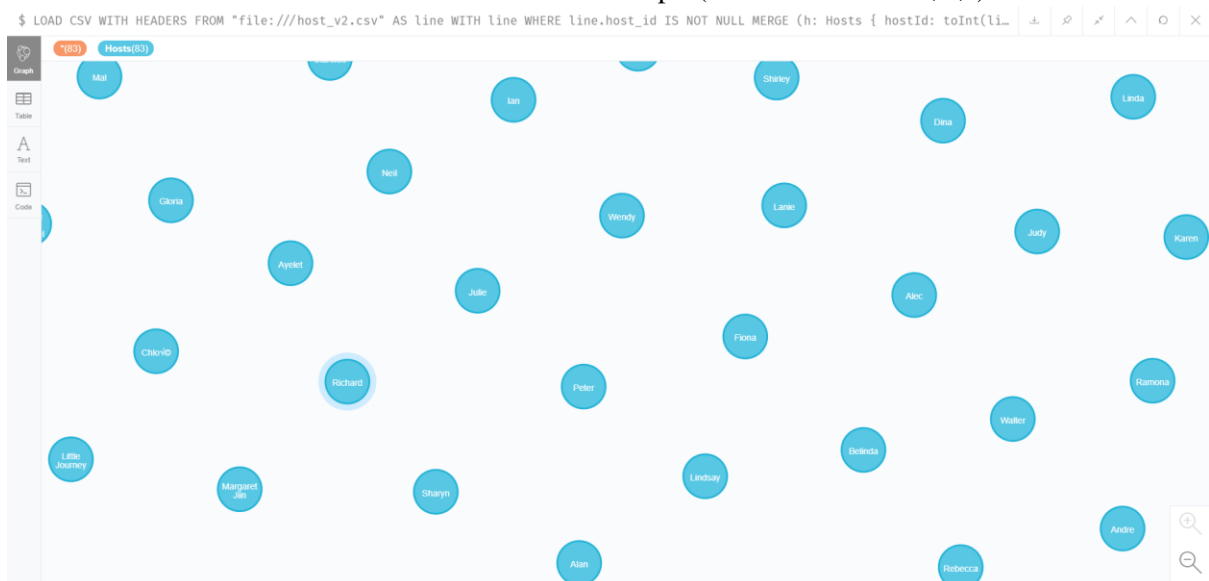 $ LOAD CSV WITH HEADERS FROM "file:///host_v2.csv" AS line WITH line WHERE line.host_id IS NOT NULL MERGE (h: Hosts { hostId: toInt(li…
*(83) Hosts(83)
Graph
Table
Text
Code
Mal
Ian
Shirley
Linda
Dina
Neil
Gloria
Lanie
Wendy
Judy
Karen
Ayelet
Julie
Alec
Fiona
Chlo√©
Richard
Peter
Ramona
Walter
Belinda
Little
Journey
Lindsay
Margaret
Jiin
Sharyn
Andre
Alan
Rebecca